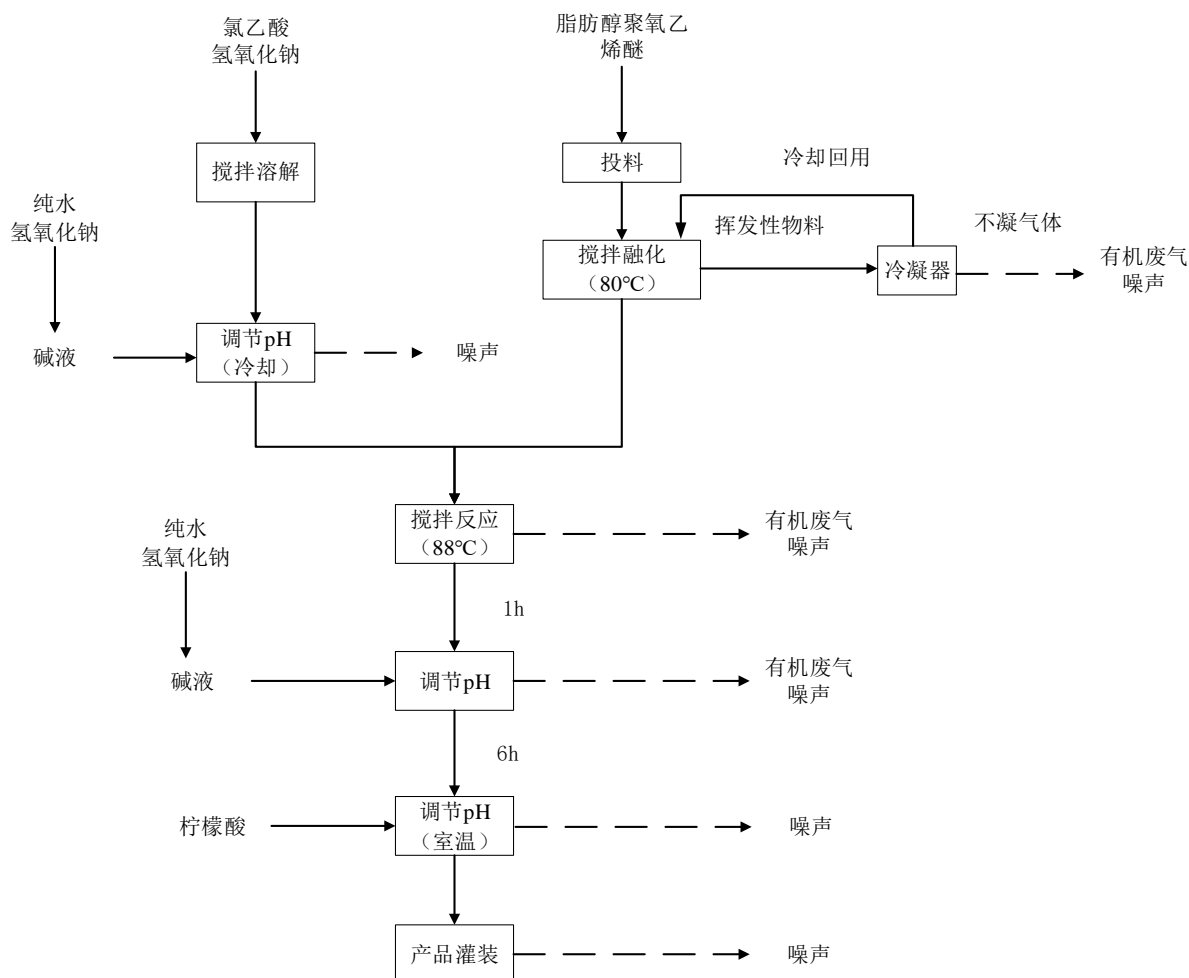 氯乙酸
氢氧化钠
脂肪醇聚氧乙
烯醚
搅拌溶解
投料
冷却回用
纯水
氢氧化钠
搅拌融化
（80℃）
挥发性物料
冷凝器
不凝气体
有机废气
噪声
碱液
调节pH
（冷却）
噪声
搅拌反应
（88℃）
有机废气
噪声
纯水
氢氧化钠
1h
碱液
调节pH
有机废气
噪声
6h
柠檬酸
调节pH
（室温）
噪声
产品灌装
噪声